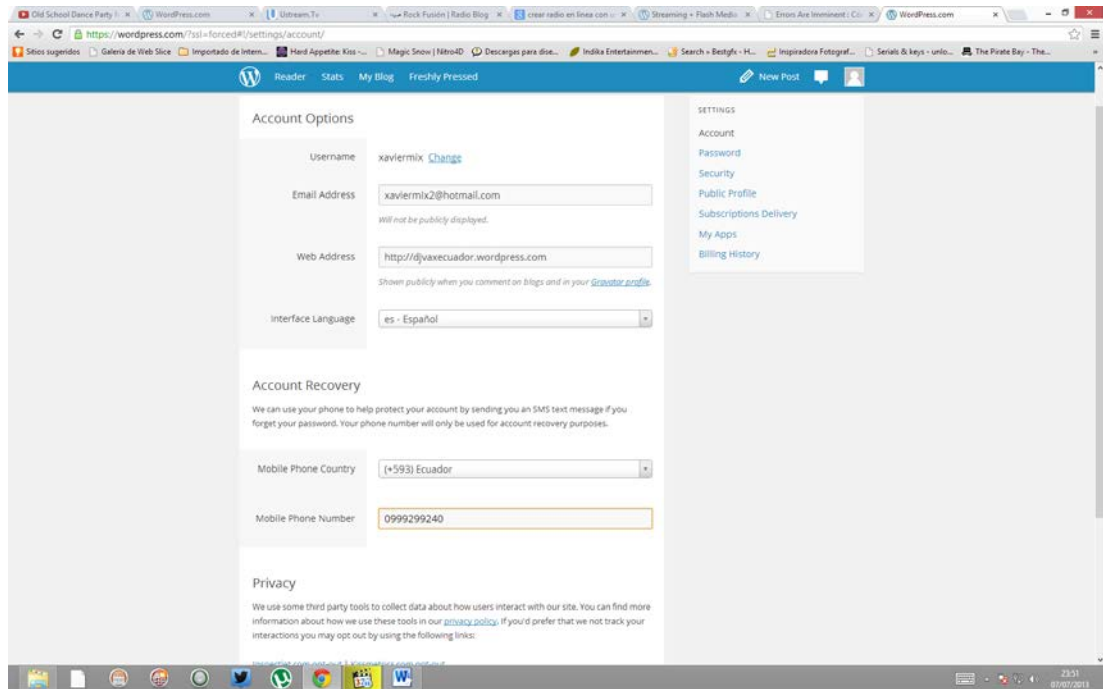 Old School Dance Party
WordPress.com
Ustream.Tv
Rock Fusión | Radio Blog
crear radio en linea con
Streaming + Flash Media
Errors Are Imminent
WordPress.com
https://wordpress.com/?ssl=forced#!/settings/account/
Sitios sugeridos
Galería de Web Slice
Importado de Intern...
Hard Appetite: Kiss -...
Magic Snow | Nitro4D
Descargas para dise...
Indika Entertainmen...
Search » Bestgfx - H...
Inspiradora Fotograf...
Serials & keys - unlo...
The Pirate Bay - The...
Reader Stats My Blog Freshly Pressed
New Post
Account Options
Username xaviermix Change
Email Address xaviermix2@hotmail.com
Will not be publicly displayed.
Web Address http://djvaxecuador.wordpress.com
Shown publicly when you comment on blogs and in your Gravatar profile.
Interface Language es - Español
Account Recovery
We can use your phone to help protect your account by sending you an SMS text message if you
forget your password. Your phone number will only be used for account recovery purposes.
Mobile Phone Country (+593) Ecuador
Mobile Phone Number 0999299240
Privacy
We use some third party tools to collect data about how users interact with our site. You can find more
information about how we use these tools in our privacy policy. If you'd prefer that we not track your
interactions you may opt out by using the following links:
SETTINGS
Account
Password
Security
Public Profile
Subscriptions Delivery
My Apps
Billing History
23:51
07/07/2013